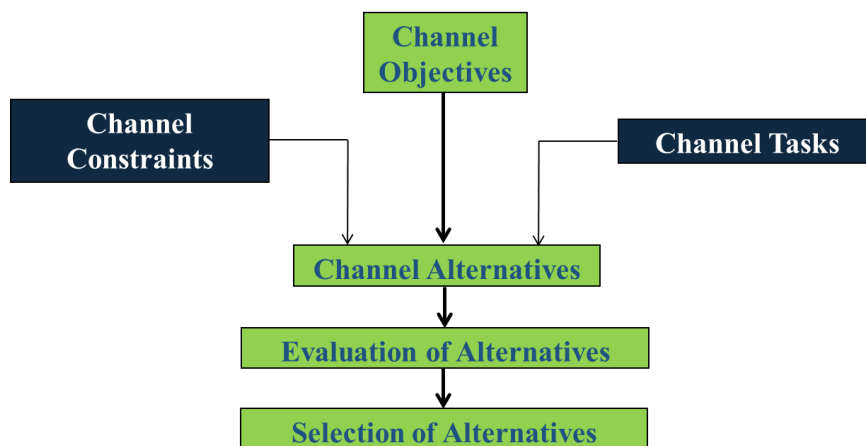 Channel
Objectives
Channel
Constraints
Channel Tasks
Channel Alternatives
Evaluation of Alternatives
Selection of Alternatives